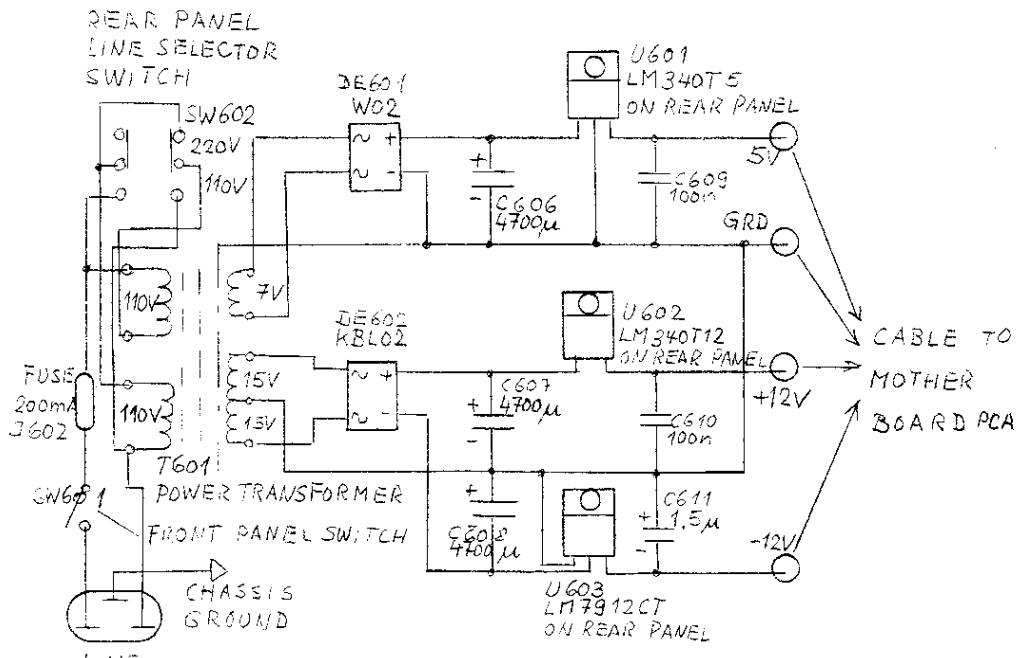 REAR PANEL
LINE SELECTOR
SWITCH
SW602
220V
110V
110V
110V
FUSE
200mA
T601
POWER TRANSFORMER
FRONT PANEL SWITCH
CHASSIS
GROUND
7V
15V
15V
DE601
W02
~ +
~ -
DE602
KBL02
~ +
~ -
+
-
C606
4700µ
+
-
C607
4700µ
+
C608
4700µ
U601
LM340T5
ON REAR PANEL
C609
100n
U602
LM340T12
ON REAR PANEL
C610
100n
+
-
C611
1.5µ
U603
LM7912CT
ON REAR PANEL
5V
GRD
+12V
-12V
CABLE TO
MOTHER
BOARD PCA